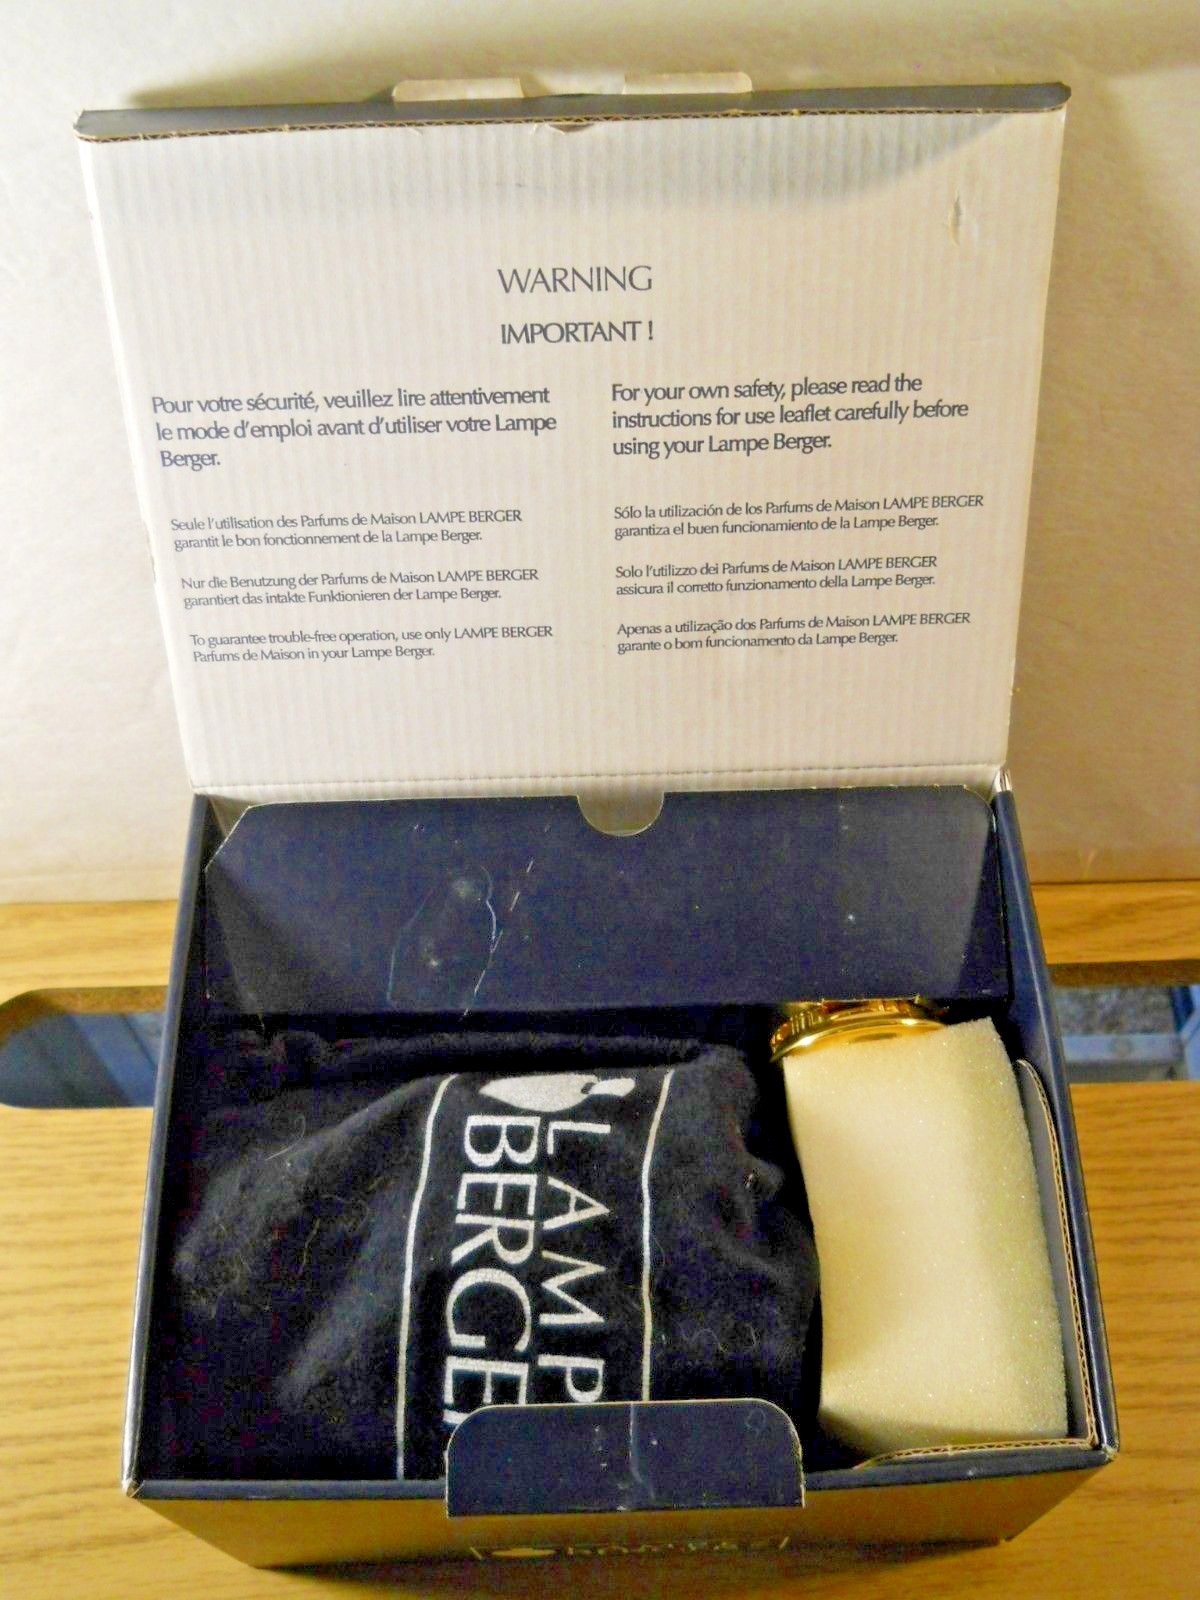 WARNING
IMPORTANT !
Pour votre sécurité, veuillez lire attentivement
le mode d'emploi avant d'utiliser votre Lampe
Berger.
Seule l'utilisation des Parfums de Maison LAMPE BERGER
garantit le bon fonctionnement de la Lampe Berger.
Nur die Benutzung der Parfums de Maison LAMPE BERGER
garantiert das intakte Funktionieren der Lampe Berger.
To guarantee trouble-free operation, use only LAMPE BERGER
Parfums de Maison in your Lampe Berger.
For your own safety, please read the
instructions for use leaflet carefully before
using your Lampe Berger.
Sólo la utilización de los Parfums de Maison LAMPE BERGER
garantiza el buen funcionamiento de la Lampe Berger.
Solo l'utilizzo dei Parfums de Maison LAMPE BERGER
assicura il corretto funzionamento della Lampe Berger.
Apenas a utilização dos Parfums de Maison LAMPE BERGER
garante o bom funcionamento da Lampe Berger.
LAMP
BERGE